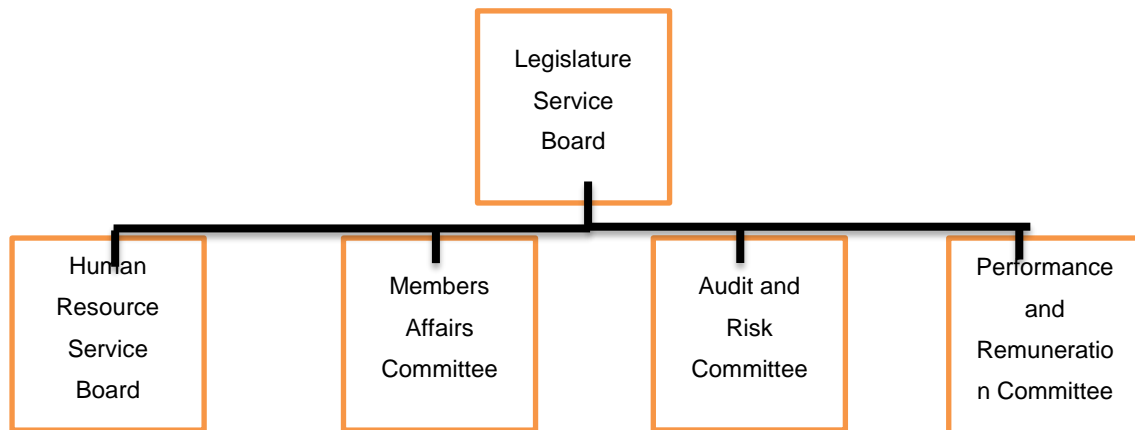 Legislature
Service
Board
Human
Resource
Service
Board
Members
Affairs
Committee
Audit and
Risk
Committee
Performance
and
Remuneratio
n Committee